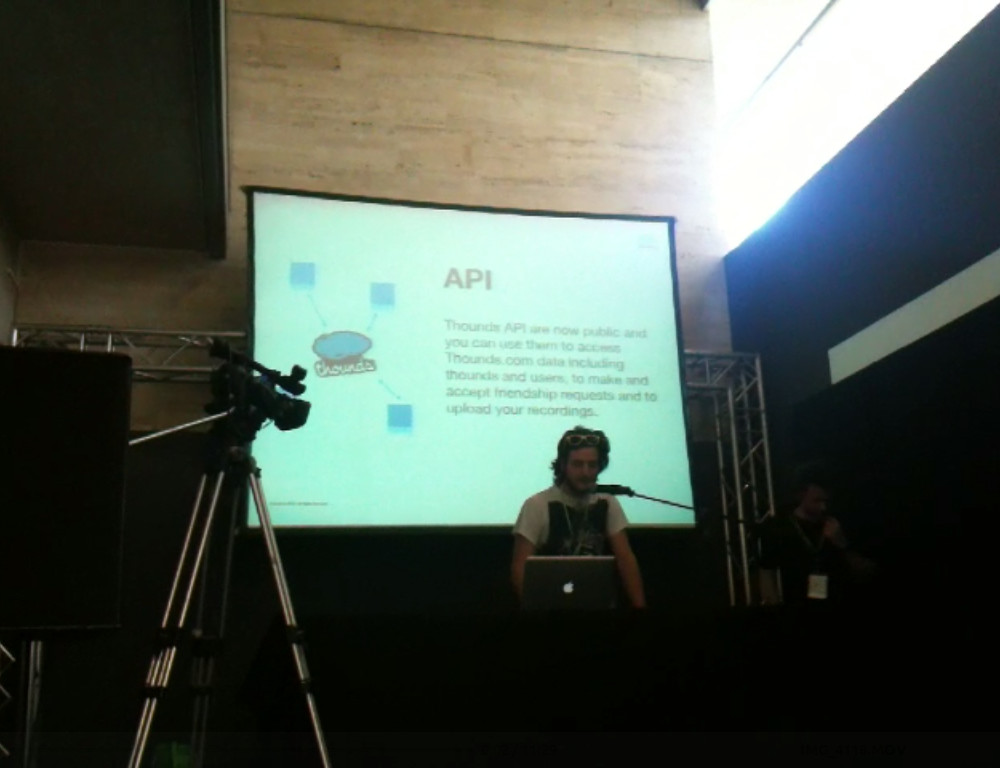 API
Thounds API are now public and
you can use them to access
Thounds.com data including
thounds and users, to make and
accept friendship requests and to
upload your recordings.
thounds